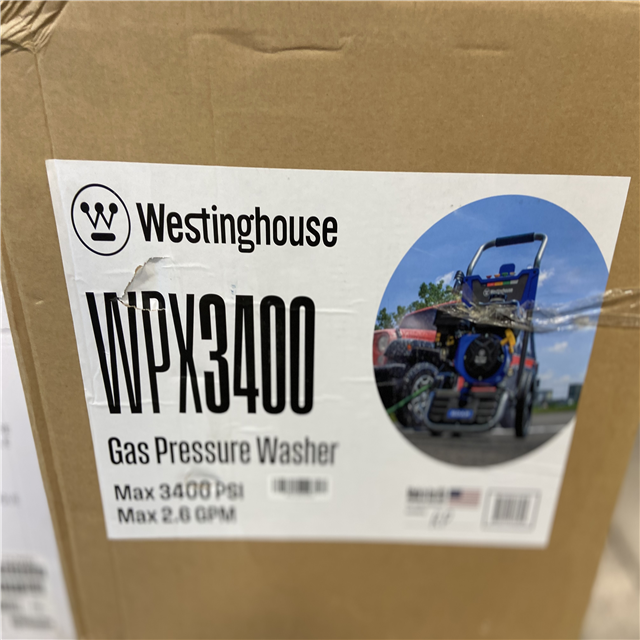 Westinghouse
WPX3400
Gas Pressure Washer
Max 3400 PSI
Max 2.6 GPM